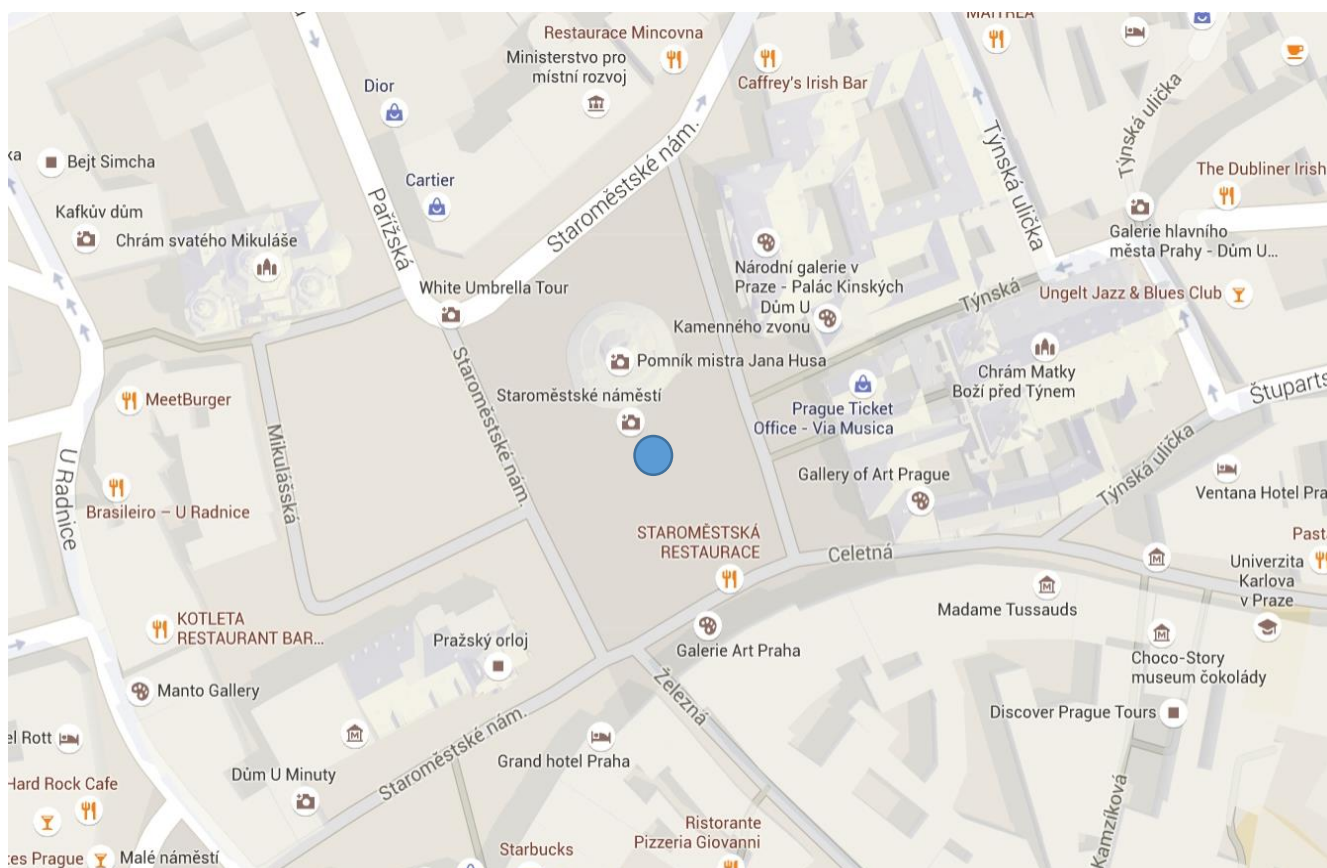 MAITREA
Restaurace Mincovna
Ministerstvo pro
místní rozvoj
Caffrey's Irish Bar
Dior
Staroměstské nám.
Týnská ulička
Týnská ulička
Bejt Simcha
Cartier
Pařížská
The Dubliner Irish
Kafkův dům
Chrám svatého Mikuláše
Galerie hlavního
města Prahy - Dům U...
Národní galerie v
Praze - Palác Kinských
Dům U
Kamenného zvonu
White Umbrella Tour
Týnská
Ungelt Jazz & Blues Club
Pomník mistra Jana Husa
Chrám Matky
Boží před Týnem
Staroměstské náměstí
MeetBurger
Prague Ticket
Office - Via Musica
Štuparts
Staroměstské nám.
Mikulášská
U Radnice
Týnská ulička
Gallery of Art Prague
Ventana Hotel Pra
Brasileiro – U Radnice
STAROMĚSTSKÁ
RESTAURACE
Celetná
Past
Univerzita
Karlova
v Praze
Madame Tussauds
KOTLETA
RESTAURANT BAR...
Pražský orloj
Galerie Art Praha
Choco-Story
museum čokolády
Manto Gallery
Železná
Discover Prague Tours
el Rott
Staroměstské nám.
Grand hotel Praha
Dům U Minuty
Hard Rock Cafe
Kamzíková
Ristorante
Pizzeria Giovanni
Starbucks
tes Prague
Malé náměstí